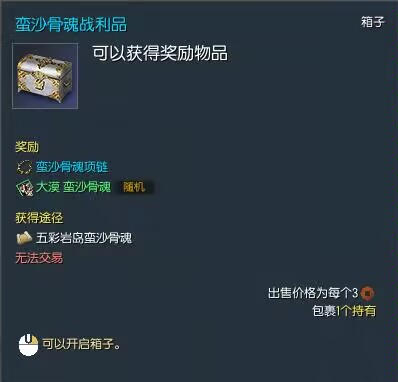 蛮沙骨魂战利品
箱子
可以获得奖励物品
奖励
蛮沙骨魂项链
大漠 蛮沙骨魂 随机
获得途径
五彩岩岛蛮沙骨魂
无法交易
出售价格为每个3
包裹1个持有
可以开启箱子。